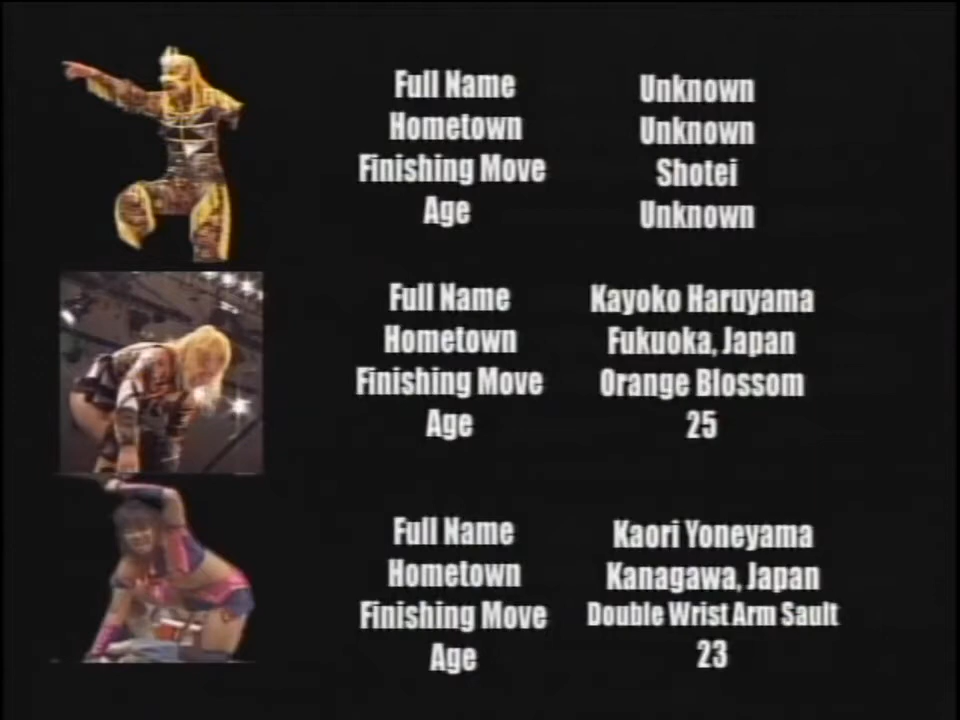 Full Name Unknown
Hometown Unknown
Finishing Move Shotei
Age Unknown
Full Name Kayoko Haruyama
Hometown Fukuoka, Japan
Finishing Move Orange Blossom
Age 25
Full Name Kaori Yoneyama
Hometown Kanagawa, Japan
Finishing Move Double Wrist Arm Sault
Age 23